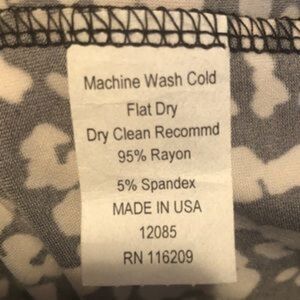 Machine Wash Cold
Flat Dry
Dry Clean Recommd
95% Rayon
5% Spandex
MADE IN USA
12085
RN 116209